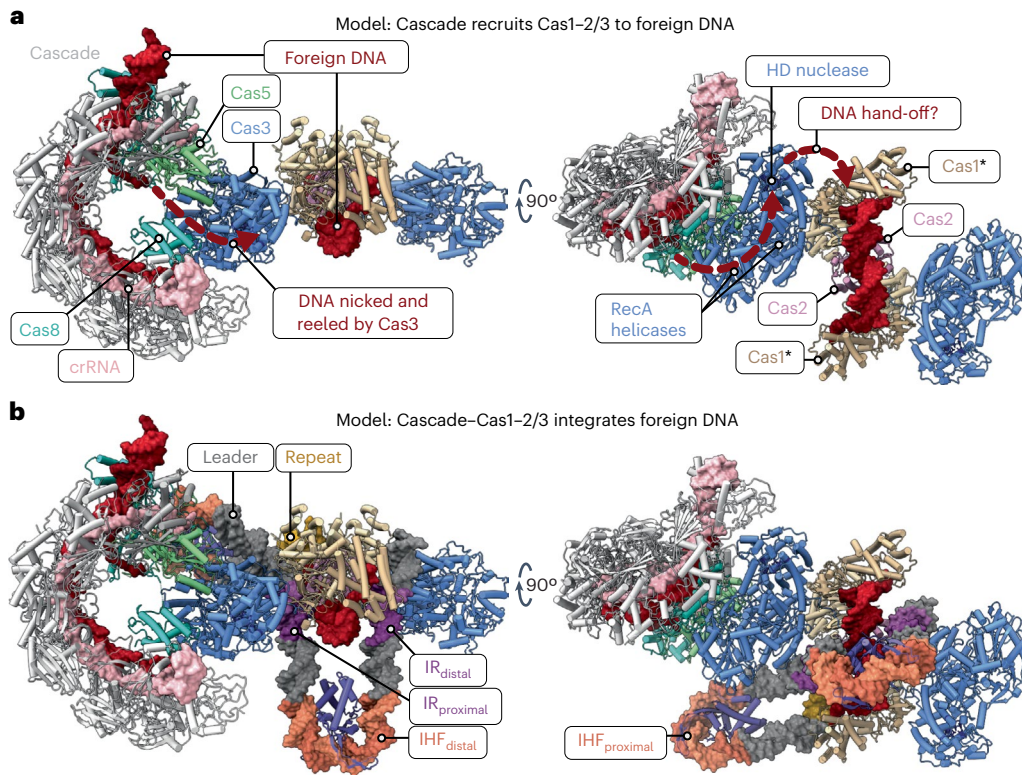 a
Model: Cascade recruits Cas1–2/3 to foreign DNA
Cascade
Foreign DNA
Cas5
Cas3
Cas8
crRNA
DNA nicked and
reeled by Cas3
90°
HD nuclease
DNA hand-off?
Cas1*
Cas2
Cas2
RecA
helicases
Cas1*
b
Model: Cascade–Cas1–2/3 integrates foreign DNA
Leader
Repeat
IRdistal
IRproximal
IHFdistal
90°
IHFproximal